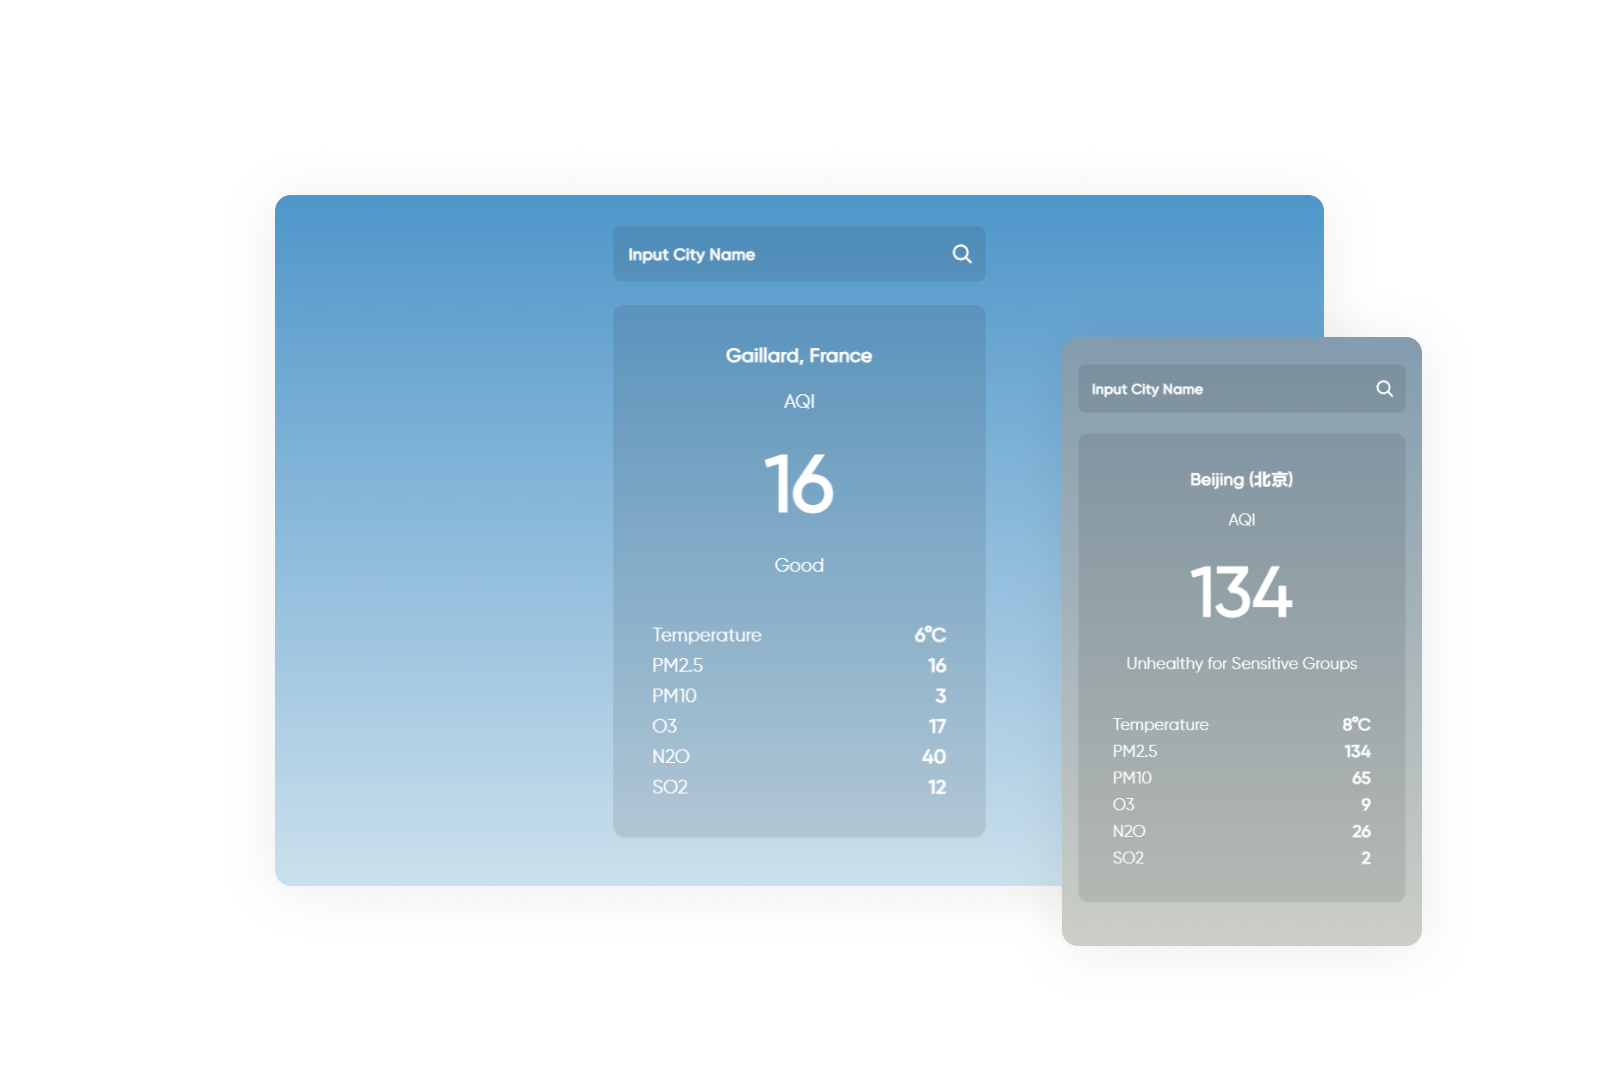 Input City Name
Gaillard, France
AQI
16
Good
Temperature 6°C
PM2.5 16
PM10 3
O3 17
N2O 40
SO2 12
Input City Name
Beijing (北京)
AQI
134
Unhealthy for Sensitive Groups
Temperature 8°C
PM2.5 134
PM10 65
O3 9
N2O 26
SO2 2